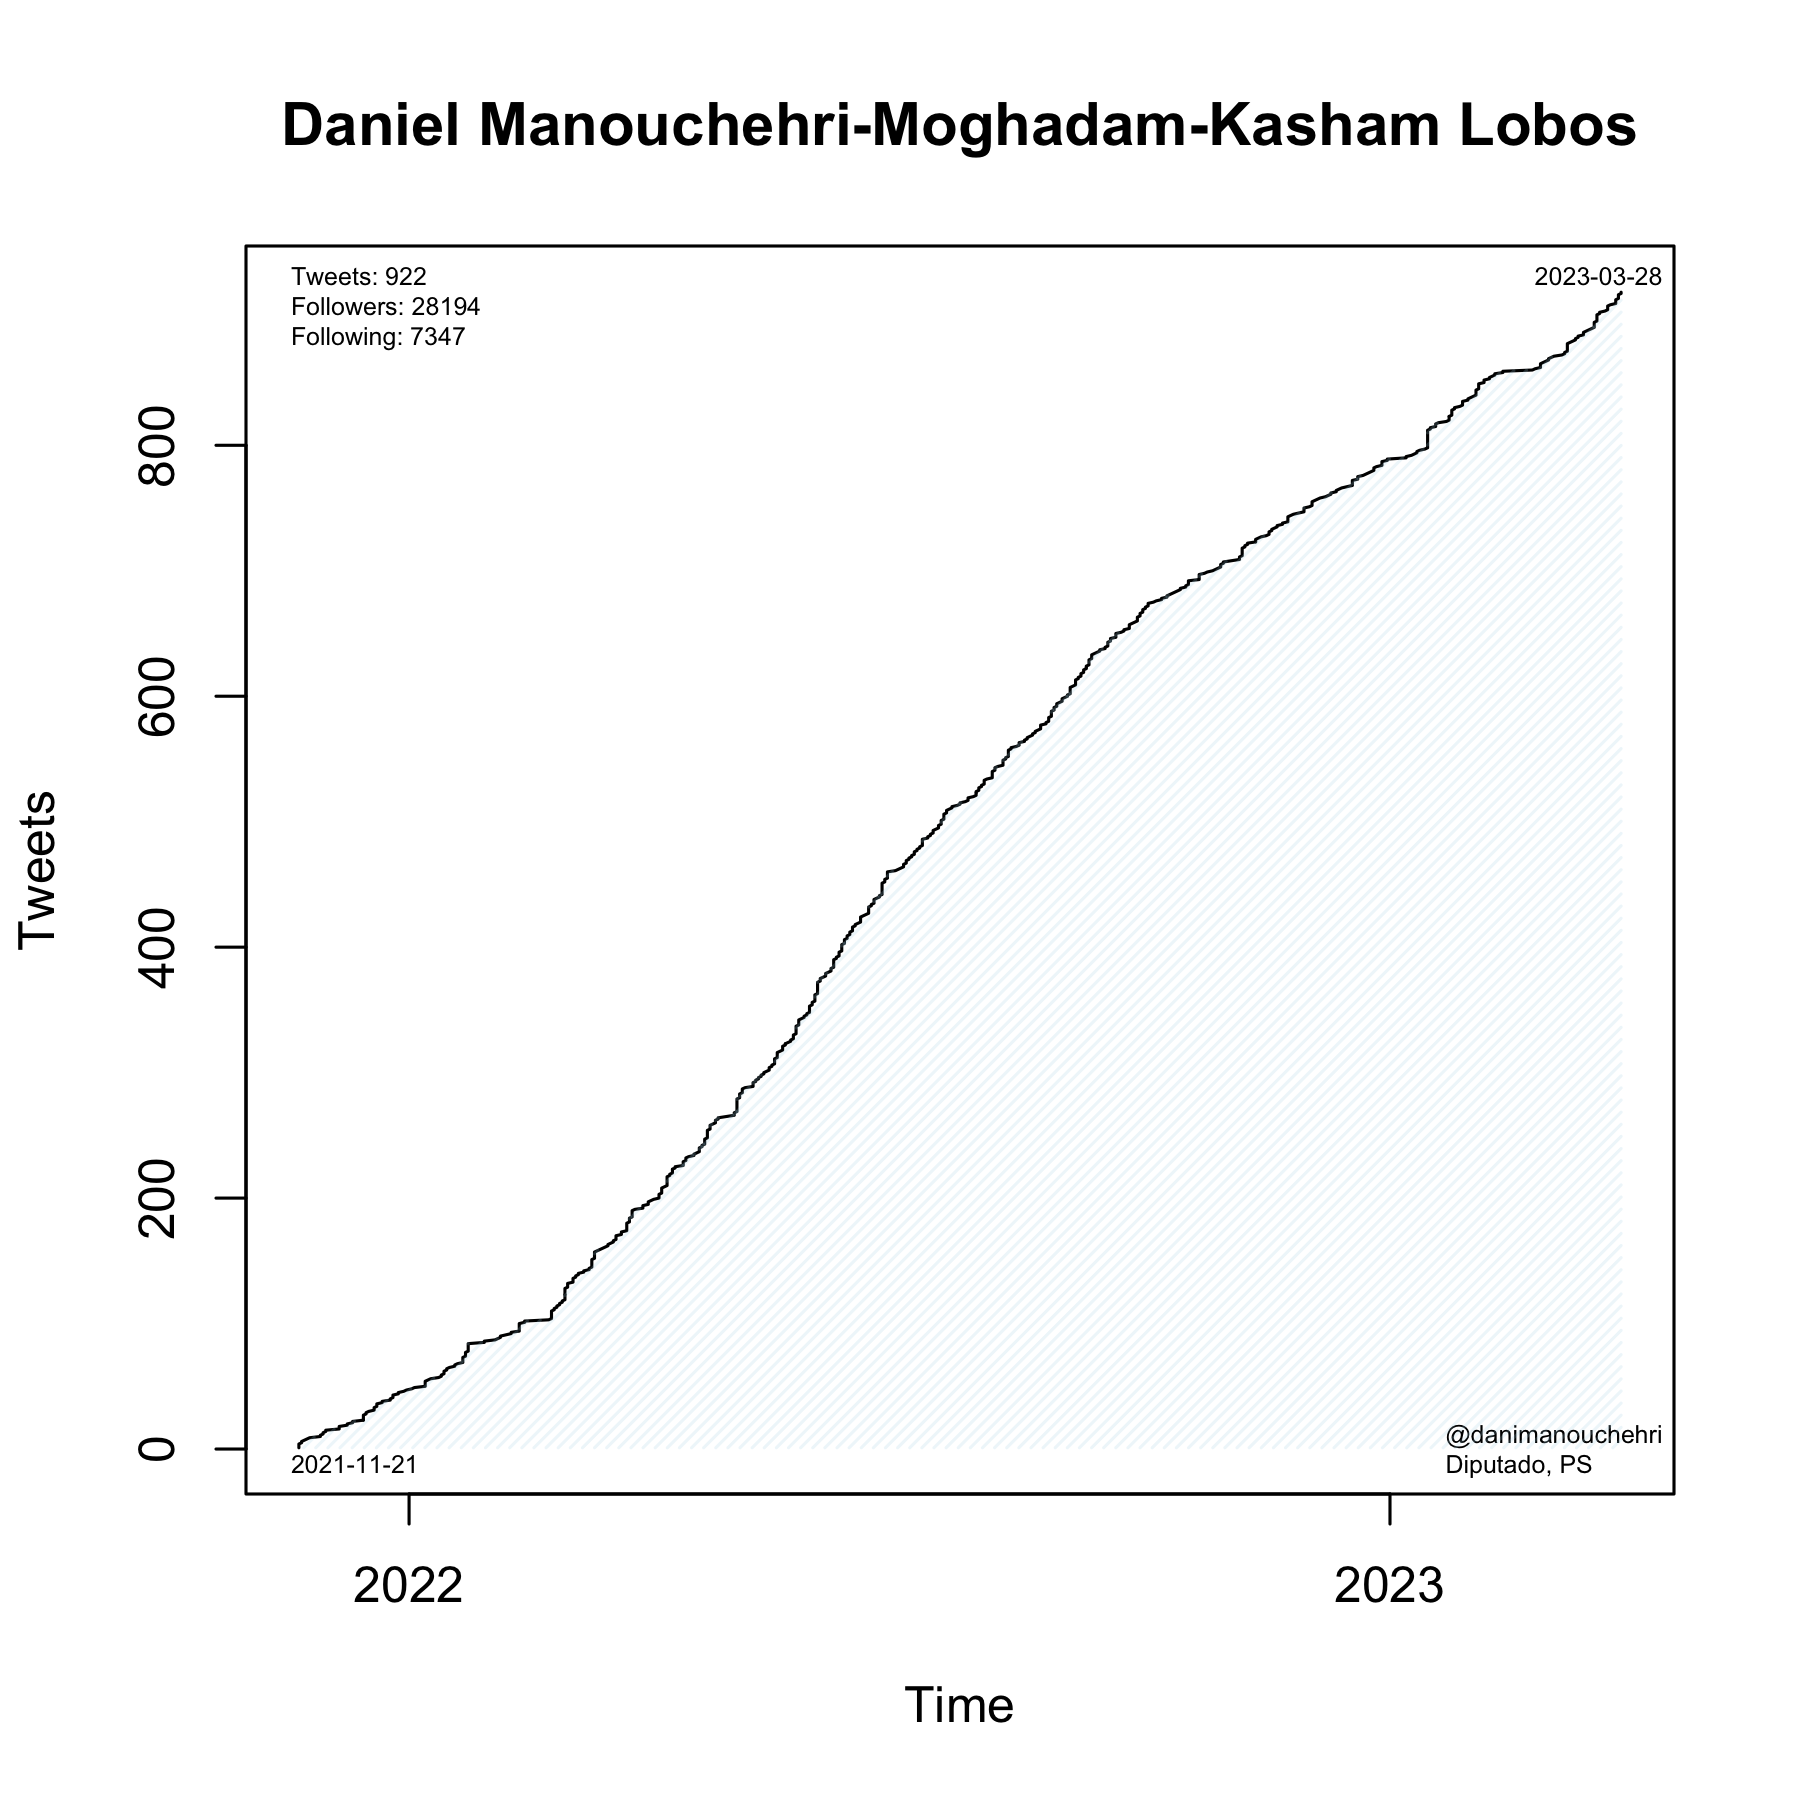 Daniel Manouchehri-Moghadam-Kasham Lobos
Tweets: 922
Followers: 28194
Following: 7347
2023-03-28
800
600
400
200
0
Tweets
2021-11-21
@danimanouchehri
Diputado, PS
2022
2023
Time